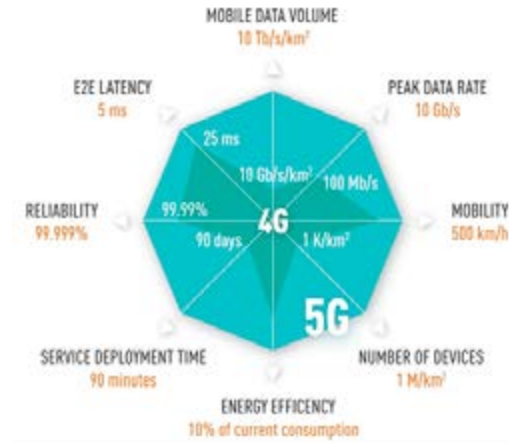 MOBILE DATA VOLUME
10 Tb/s/km²
E2E LATENCY
5 ms
PEAK DATA RATE
10 Gb/s
25 ms
10 Gb/s/km²
100 Mb/s
RELIABILITY
99.999%
99.99%
4G
MOBILITY
500 km/h
90 days
1 K/km²
5G
SERVICE DEPLOYMENT TIME
90 minutes
NUMBER OF DEVICES
1 M/km²
ENERGY EFFICENCY
10% of current consumption